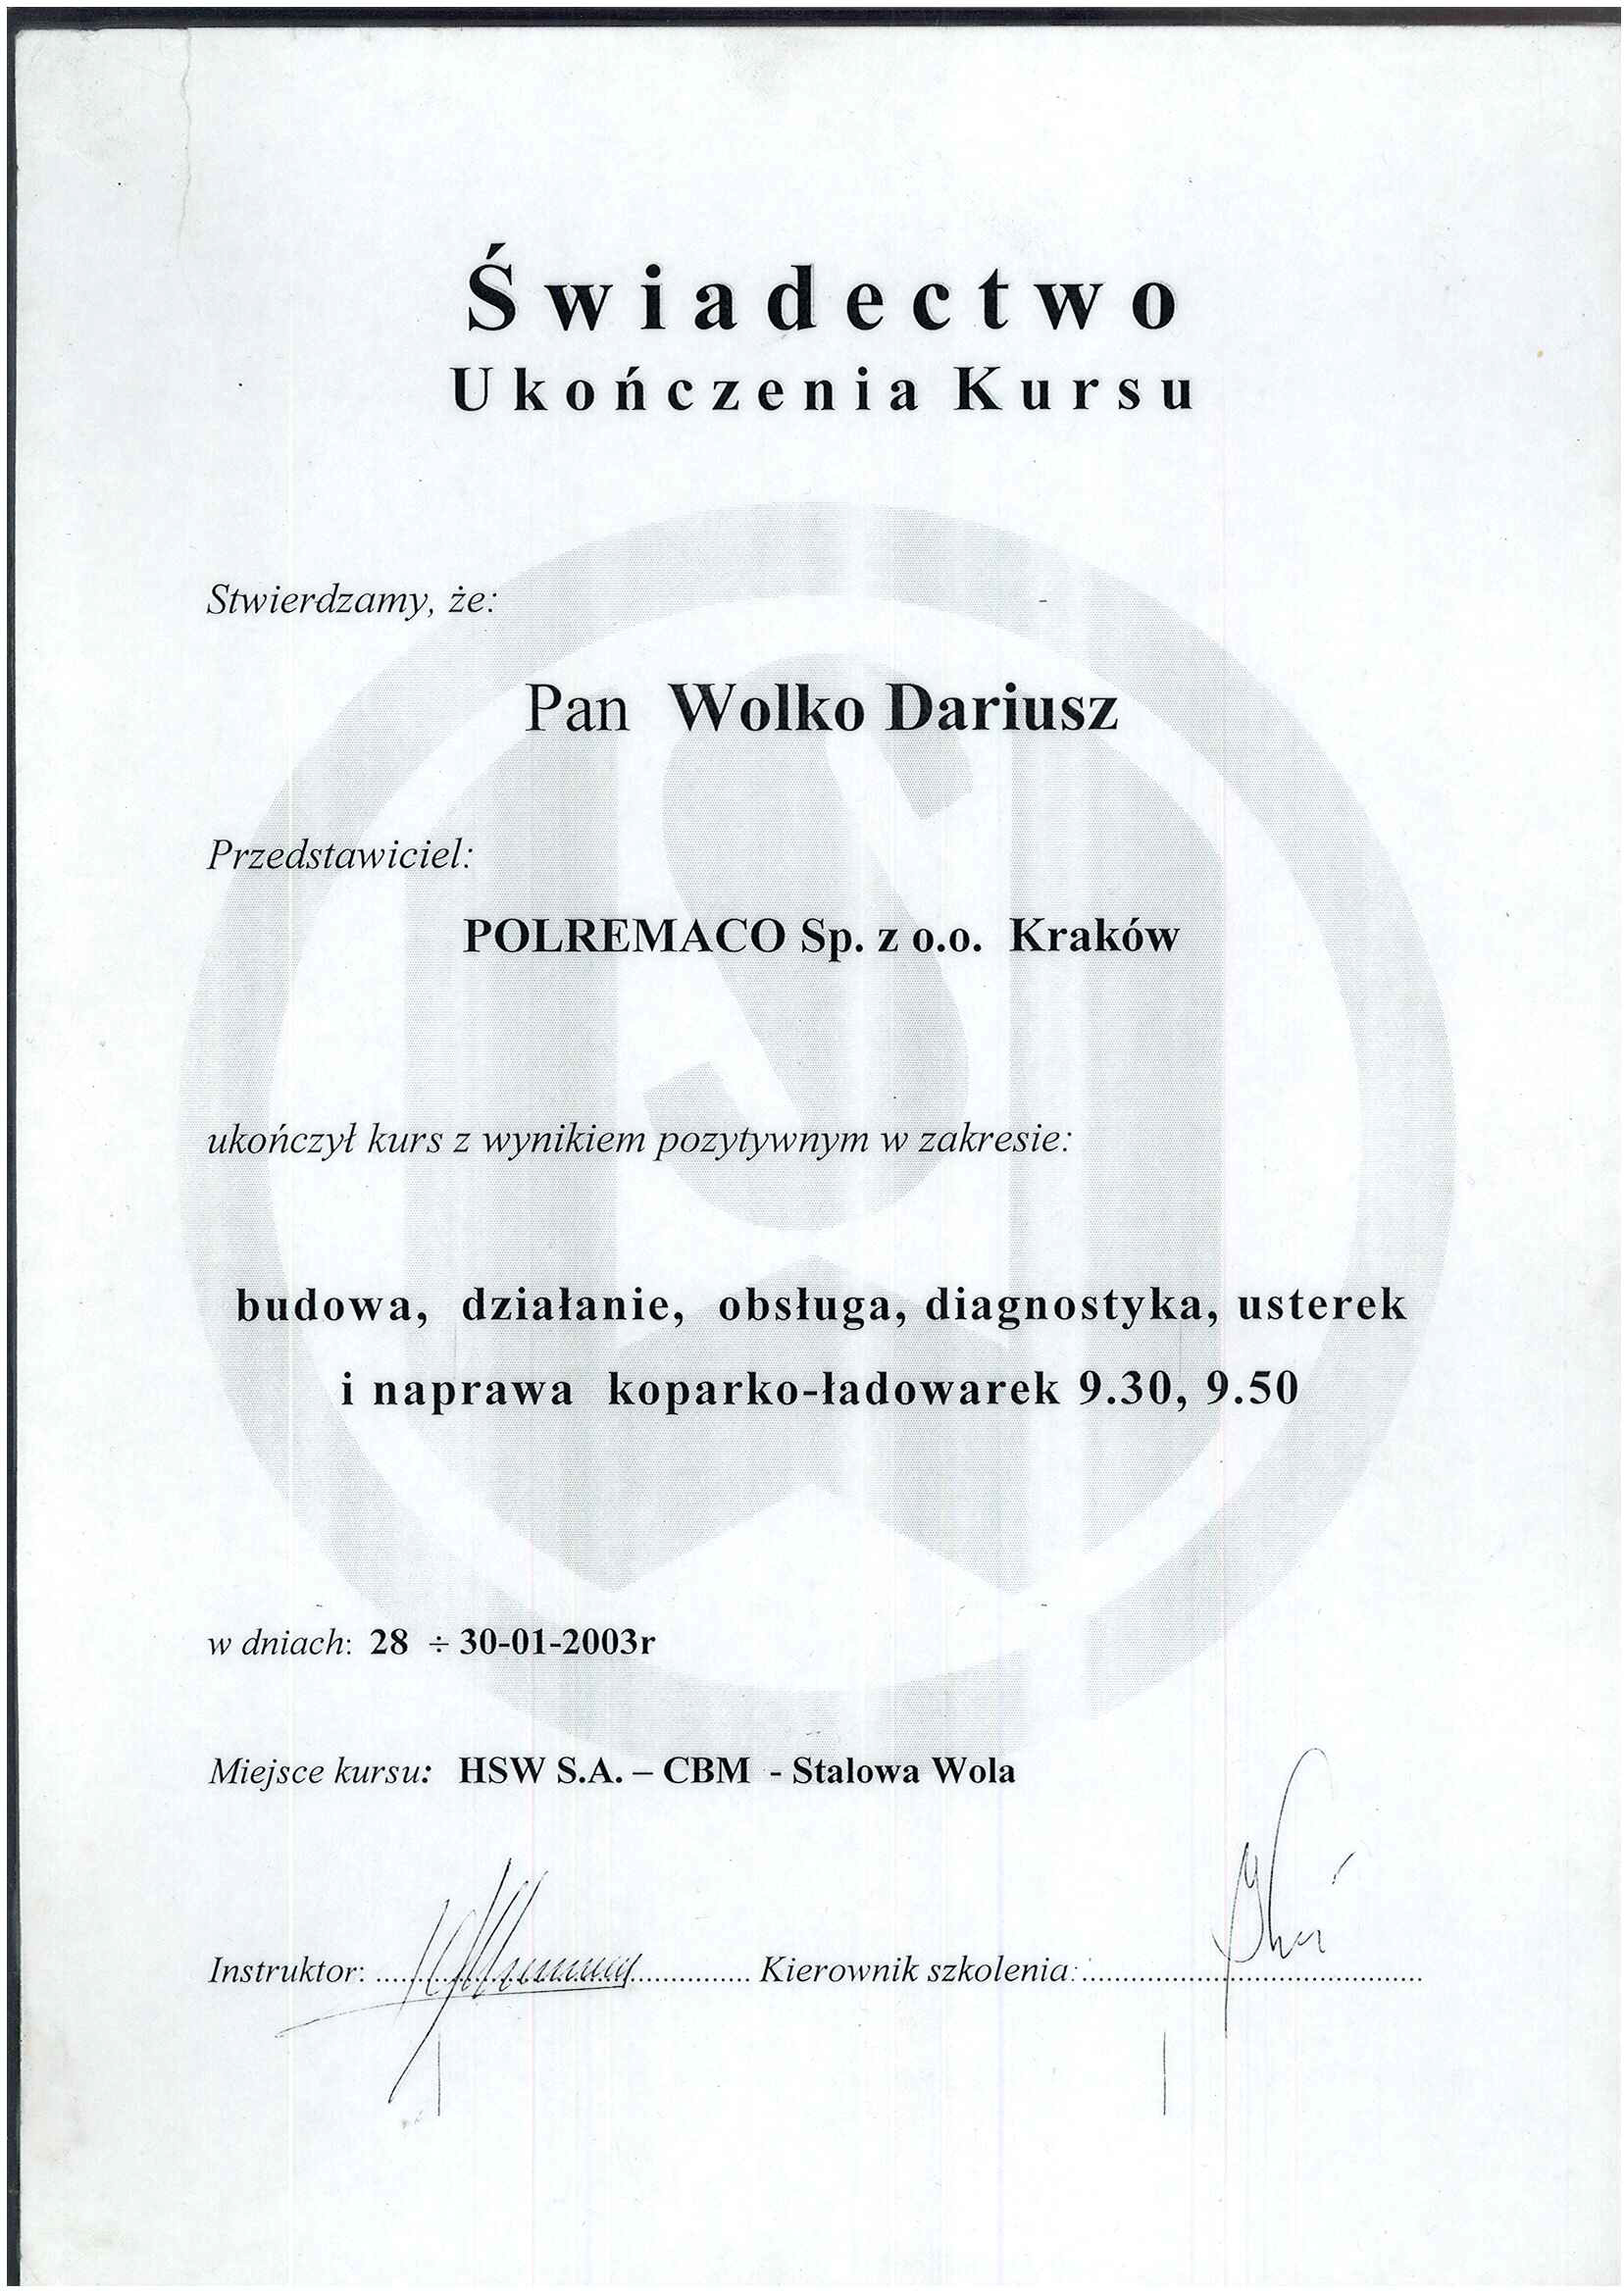 Świadectwo
Ukończenia Kursu
Stwierdzamy, że:
Pan Wolko Dariusz
Przedstawiciel:
POLREMACO Sp. z o.o. Kraków
ukończył kurs z wynikiem pozytywnym w zakresie:
budowa, działanie, obsługa, diagnostyka, usterek
i naprawa koparko-ładowarek 9.30, 9.50
w dniach: 28 ÷ 30-01-2003r
Miejsce kursu: HSW S.A. – CBM - Stalowa Wola
Instruktor: .................................................... Kierownik szkolenia:....................................................